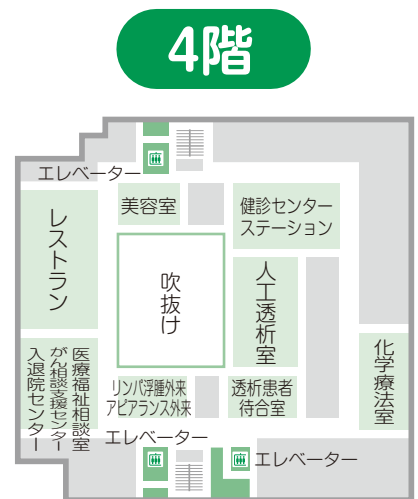 4階
エレベーター
美容室
健診センター
ステーション
レストラン
吹抜け
人工透析室
化学療法室
医療福祉相談室
がん相談支援センター
入退院センター
リンパ浮腫外来
アピアランス外来
透析患者
待合室
エレベーター
エレベーター